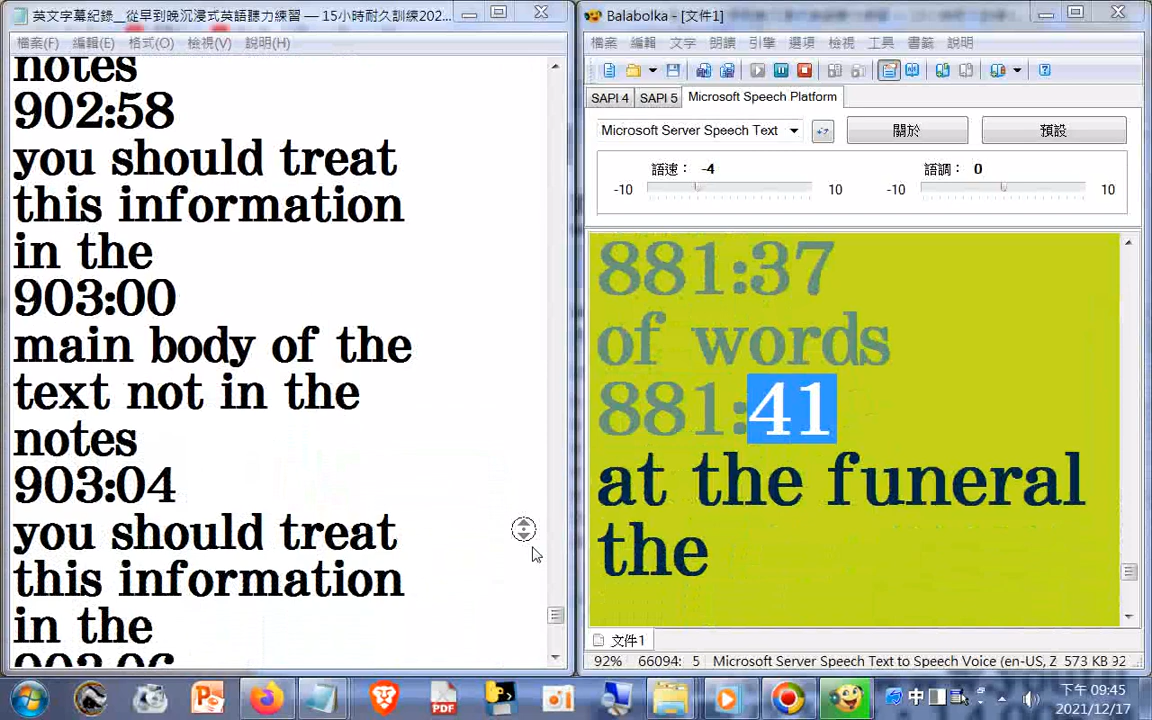 英文字幕紀錄__從早到晚沉浸式英語聽力練習 — 15小時耐久訓練202...
檔案(F) 編輯(E) 格式(O) 檢視(V) 說明(H)
notes
902:58
you should treat
this information
in the
903:00
main body of the
text not in the
notes
903:04
you should treat
this information
in the
903:06
Balabolka - [文件1]
檔案 編輯 文字 朗讀 引擎 選項 檢視 工具 書籤 說明
SAPI 4 SAPI 5 Microsoft Speech Platform
Microsoft Server Speech Text 關於 預設
語速： -4 語調： 0
-10 10 -10 10
881:37
of words
881:41
at the funeral
the
文件1
92% 66094: 5 Microsoft Server Speech Text to Speech Voice (en-US, Z 573 KB 92
PDF 中 下午 09:45
2021/12/17